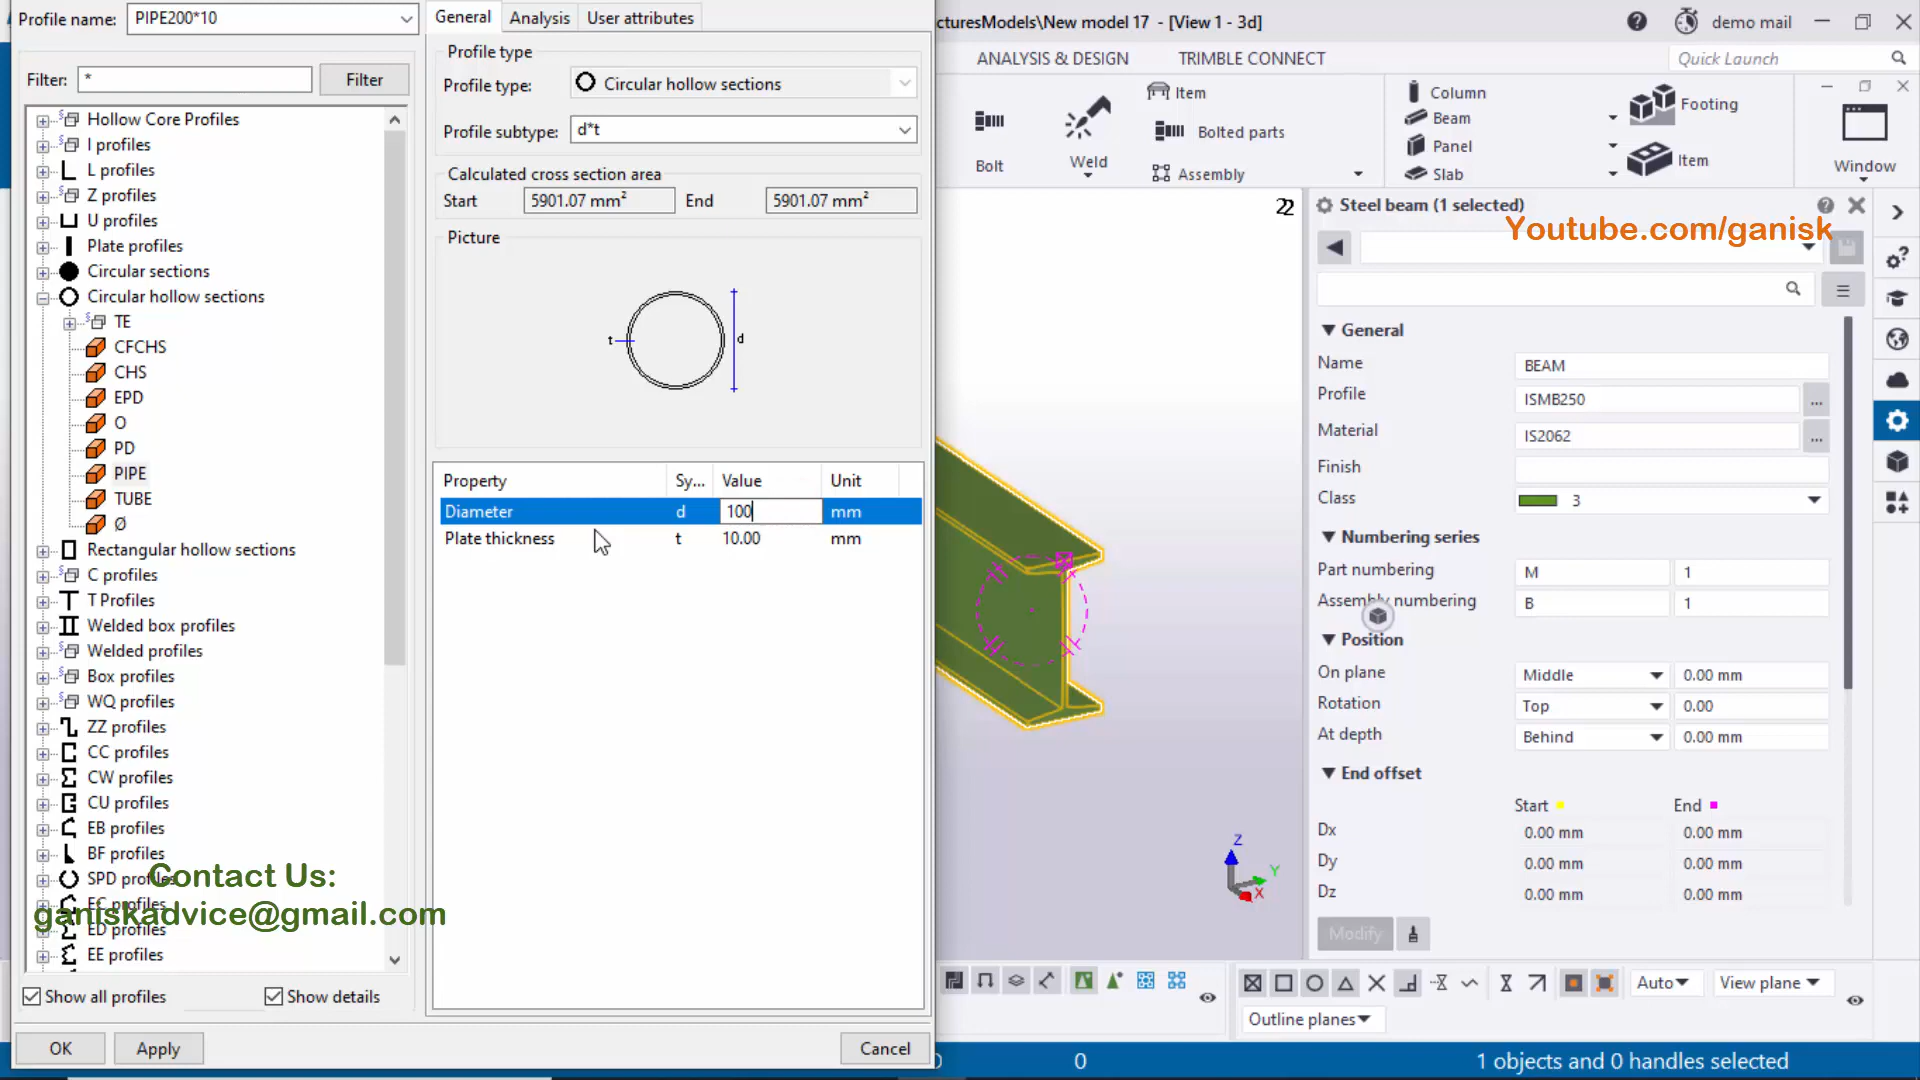 Profile name: PIPE200*10
General Analysis User attributes
Filter: * Filter
Hollow Core Profiles
I profiles
L profiles
Z profiles
U profiles
Plate profiles
Circular sections
Circular hollow sections
TE
CFCHS
CHS
EPD
O
PD
PIPE
TUBE
Ø
Rectangular hollow sections
C profiles
T Profiles
Welded box profiles
Welded profiles
Box profiles
WQ profiles
ZZ profiles
CC profiles
CW profiles
CU profiles
EB profiles
BF profiles
SPD profiles
EC profiles
ED profiles
EE profiles
Contact Us:
ganiskadvice@gmail.com
Show all profiles Show details
OK Apply Cancel
Profile type
Profile type: Circular hollow sections
Profile subtype: d*t
Calculated cross section area
Start 5901.07 mm² End 5901.07 mm²
Picture
t d
Property Sy... Value Unit
Diameter d 100 mm
Plate thickness t 10.00 mm
cturesModels\New model 17 - [View 1 - 3d]
demo mail
ANALYSIS & DESIGN TRIMBLE CONNECT Quick Launch
Bolt
Weld
Item
Bolted parts
Assembly
Column
Beam
Panel
Slab
Footing
Item
Window
Steel beam (1 selected)
Youtube.com/ganisk
General
Name BEAM
Profile ISMB250 ...
Material IS2062 ...
Finish
Class 3
Numbering series
Part numbering M 1
Assembly numbering B 1
Position
On plane Middle 0.00 mm
Rotation Top 0.00
At depth Behind 0.00 mm
End offset
Start End
Dx 0.00 mm 0.00 mm
Dy 0.00 mm 0.00 mm
Dz 0.00 mm 0.00 mm
Modify
Z
Y
X
Auto View plane
Outline planes
0 1 objects and 0 handles selected